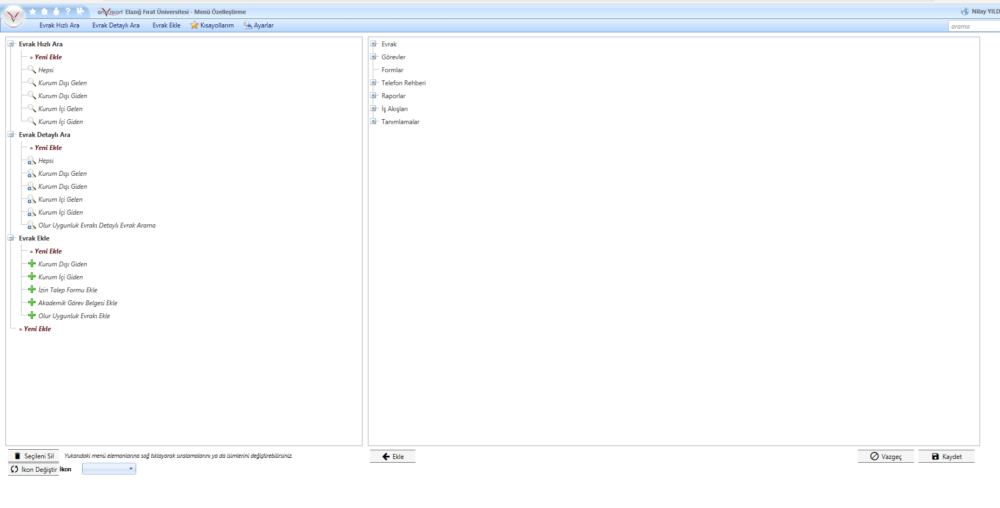 enVision Elazığ Fırat Üniversitesi - Menü Özelleştirme
Nilay YILD
Evrak Hızlı Ara Evrak Detaylı Ara Evrak Ekle Kısayollarım Ayarlar
arama
Evrak Hızlı Ara
» Yeni Ekle
Hepsi
Kurum Dışı Gelen
Kurum Dışı Giden
Kurum İçi Gelen
Kurum İçi Giden
Evrak Detaylı Ara
» Yeni Ekle
Hepsi
Kurum Dışı Gelen
Kurum Dışı Giden
Kurum İçi Gelen
Kurum İçi Giden
Olur Uygunluk Evrakı Detaylı Evrak Arama
Evrak Ekle
» Yeni Ekle
Kurum Dışı Giden
Kurum İçi Giden
İzin Talep Formu Ekle
Akademik Görev Belgesi Ekle
Olur Uygunluk Evrakı Ekle
» Yeni Ekle
Evrak
Görevler
Formlar
Telefon Rehberi
Raporlar
İş Akışları
Tanımlamalar
Seçileni Sil Yukarıdaki menü elemanlarına sağ tıklayarak sıralamalarını ya da isimlerini değiştirebilirsiniz.
İkon Değiştir İkon
Ekle
Vazgeç
Kaydet